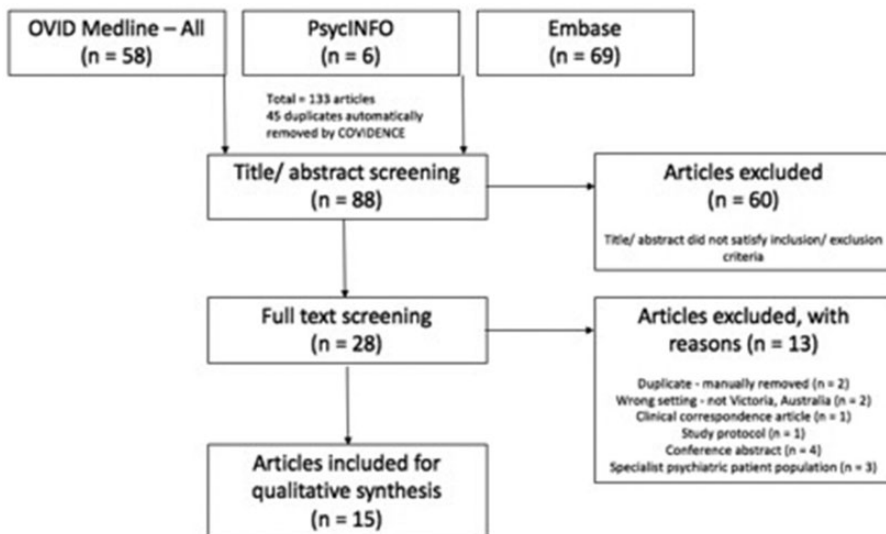 OVID Medline – All
(n = 58)
PsycINFO
(n = 6)
Embase
(n = 69)
Total = 133 articles
45 duplicates automatically
removed by COVIDENCE
Title/ abstract screening
(n = 88)
Articles excluded
(n = 60)
Title/ abstract did not satisfy inclusion/ exclusion
criteria
Full text screening
(n = 28)
Articles excluded, with
reasons (n = 13)
Duplicate - manually removed (n = 2)
Wrong setting - not Victoria, Australia (n = 2)
Clinical correspondence article (n = 1)
Study protocol (n = 1)
Conference abstract (n = 4)
Specialist psychiatric patient population (n = 3)
Articles included for
qualitative synthesis
(n = 15)